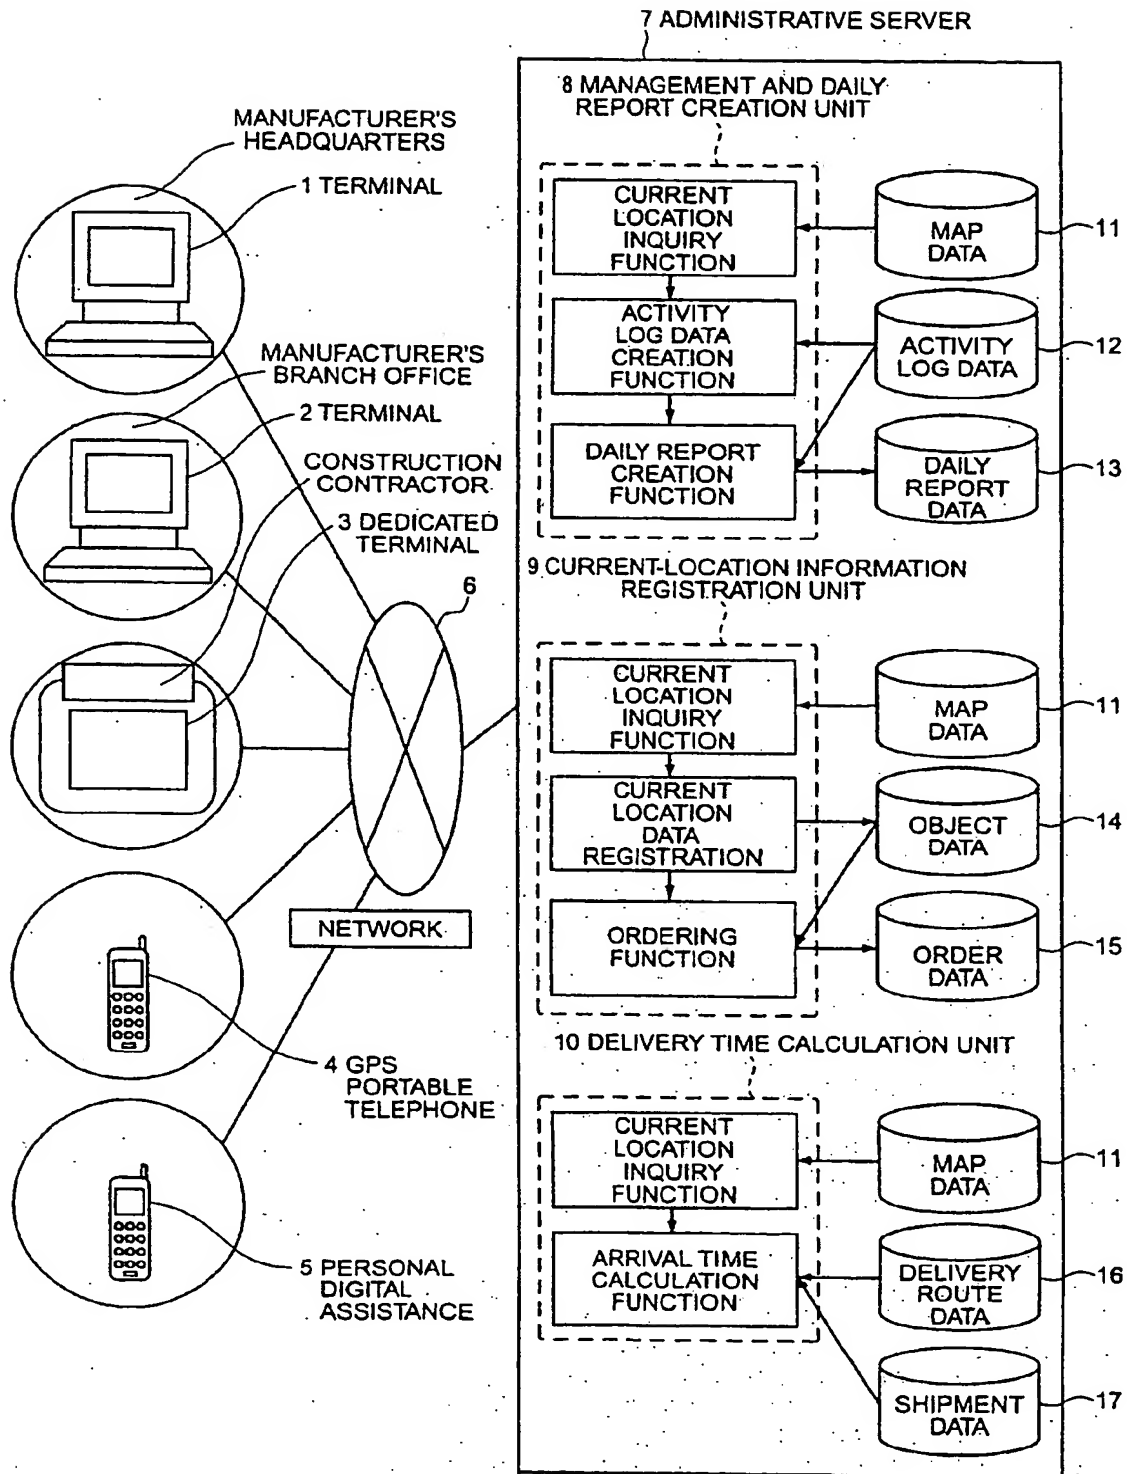 7 ADMINISTRATIVE SERVER
8 MANAGEMENT AND DAILY
REPORT CREATION UNIT
MANUFACTURER'S
HEADQUARTERS
1 TERMINAL
MANUFACTURER'S
BRANCH OFFICE
2 TERMINAL
CONSTRUCTION
CONTRACTOR
3 DEDICATED
TERMINAL
6
NETWORK
4 GPS
PORTABLE
TELEPHONE
5 PERSONAL
DIGITAL
ASSISTANCE
CURRENT
LOCATION
INQUIRY
FUNCTION
MAP
DATA
11
ACTIVITY
LOG DATA
CREATION
FUNCTION
ACTIVITY
LOG DATA
12
DAILY REPORT
CREATION
FUNCTION
DAILY
REPORT
DATA
13
9 CURRENT-LOCATION INFORMATION
REGISTRATION UNIT
CURRENT
LOCATION
INQUIRY
FUNCTION
MAP
DATA
11
CURRENT
LOCATION
DATA
REGISTRATION
OBJECT
DATA
14
ORDERING
FUNCTION
ORDER
DATA
15
10 DELIVERY TIME CALCULATION UNIT
CURRENT
LOCATION
INQUIRY
FUNCTION
MAP
DATA
11
ARRIVAL TIME
CALCULATION
FUNCTION
DELIVERY
ROUTE
DATA
16
SHIPMENT
DATA
17